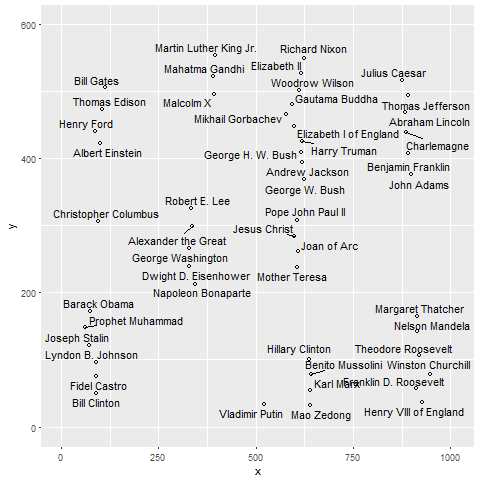 600
400
200
0
y
Martin Luther King Jr.
Richard Nixon
Mahatma Gandhi
Elizabeth II
Julius Caesar
Bill Gates
Woodrow Wilson
Thomas Edison
Malcolm X
Gautama Buddha
Thomas Jefferson
Henry Ford
Mikhail Gorbachev
Abraham Lincoln
Elizabeth I of England
Charlemagne
Albert Einstein
George H. W. Bush
Harry Truman
Andrew Jackson
Benjamin Franklin
George W. Bush
John Adams
Robert E. Lee
Christopher Columbus
Pope John Paul II
Alexander the Great
Jesus Christ
Joan of Arc
George Washington
Dwight D. Eisenhower
Mother Teresa
Napoleon Bonaparte
Barack Obama
Margaret Thatcher
Prophet Muhammad
Nelson Mandela
Joseph Stalin
Lyndon B. Johnson
Hillary Clinton
Theodore Roosevelt
Benito Mussolini
Winston Churchill
Fidel Castro
Karl Marx
Franklin D. Roosevelt
Bill Clinton
Vladimir Putin
Mao Zedong
Henry VIII of England
0
250
500
750
1000
x